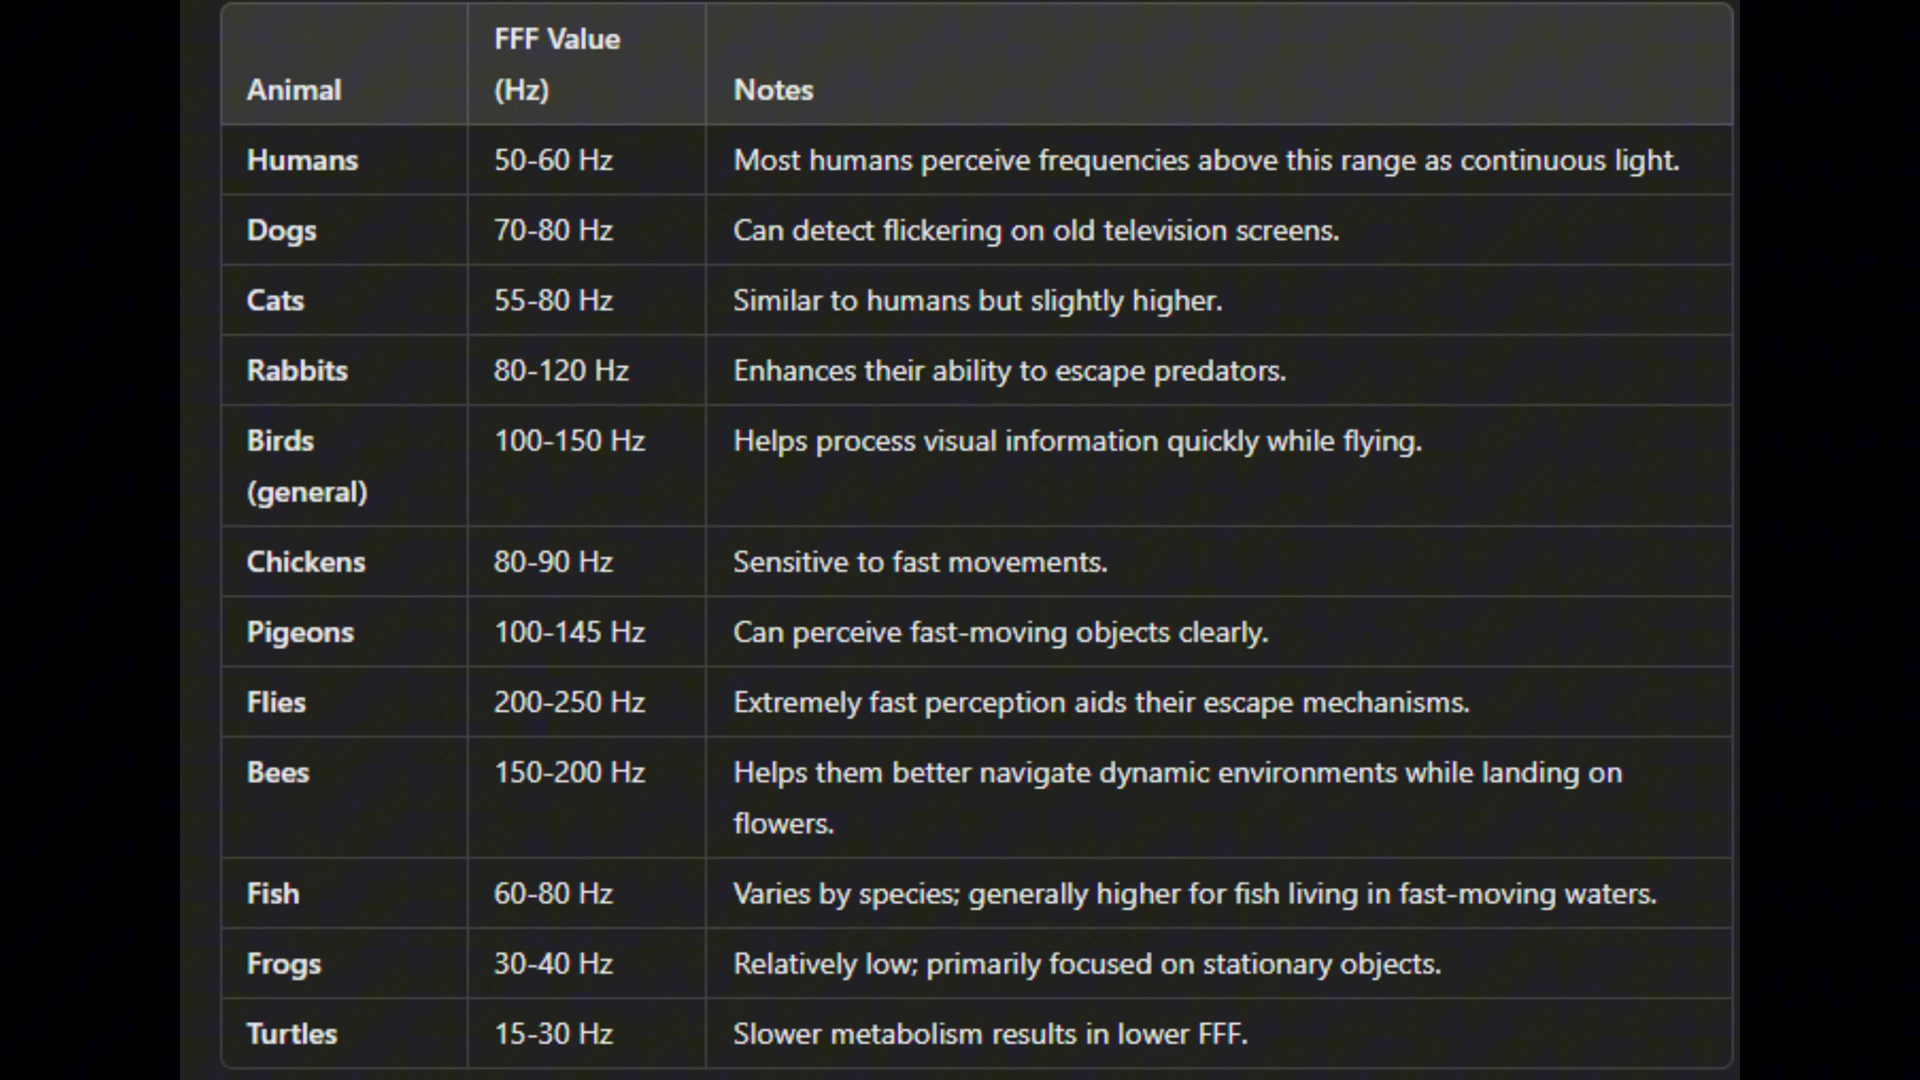 Animal FFF Value (Hz) Notes
Humans 50-60 Hz Most humans perceive frequencies above this range as continuous light.
Dogs 70-80 Hz Can detect flickering on old television screens.
Cats 55-80 Hz Similar to humans but slightly higher.
Rabbits 80-120 Hz Enhances their ability to escape predators.
Birds (general) 100-150 Hz Helps process visual information quickly while flying.
Chickens 80-90 Hz Sensitive to fast movements.
Pigeons 100-145 Hz Can perceive fast-moving objects clearly.
Flies 200-250 Hz Extremely fast perception aids their escape mechanisms.
Bees 150-200 Hz Helps them better navigate dynamic environments while landing on
flowers.
Fish 60-80 Hz Varies by species; generally higher for fish living in fast-moving waters.
Frogs 30-40 Hz Relatively low; primarily focused on stationary objects.
Turtles 15-30 Hz Slower metabolism results in lower FFF.